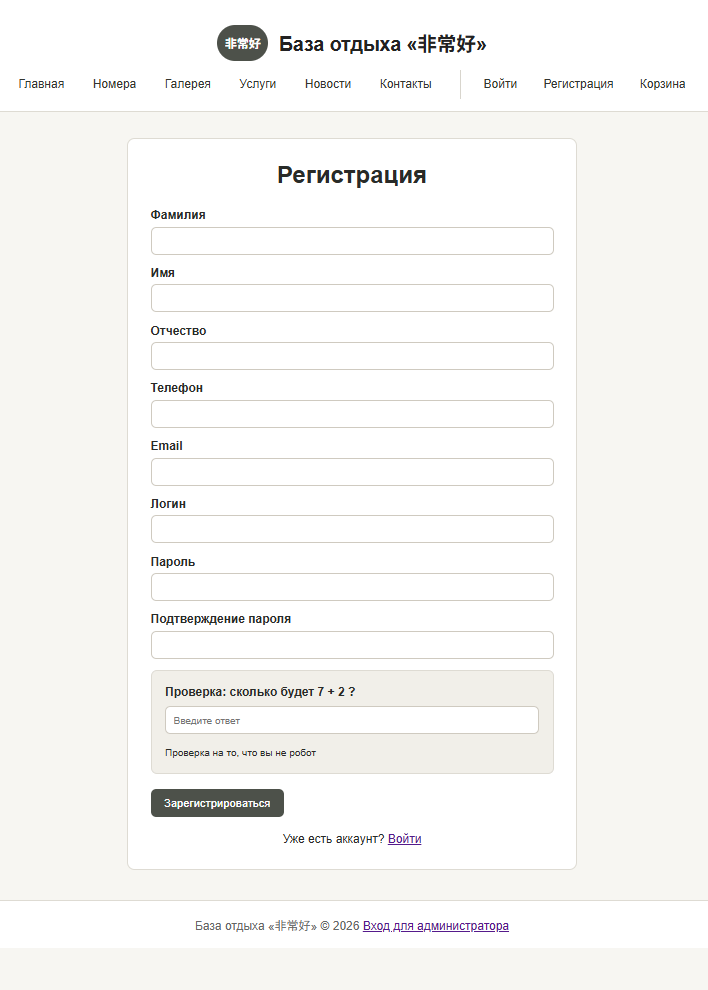 非常好 База отдыха «非常好»
Главная Номера Галерея Услуги Новости Контакты Войти Регистрация Корзина
Регистрация
Фамилия
Имя
Отчество
Телефон
Email
Логин
Пароль
Подтверждение пароля
Проверка: сколько будет 7 + 2 ?
Введите ответ
Проверка на то, что вы не робот
Зарегистрироваться
Уже есть аккаунт? Войти
База отдыха «非常好» © 2026 Вход для администратора